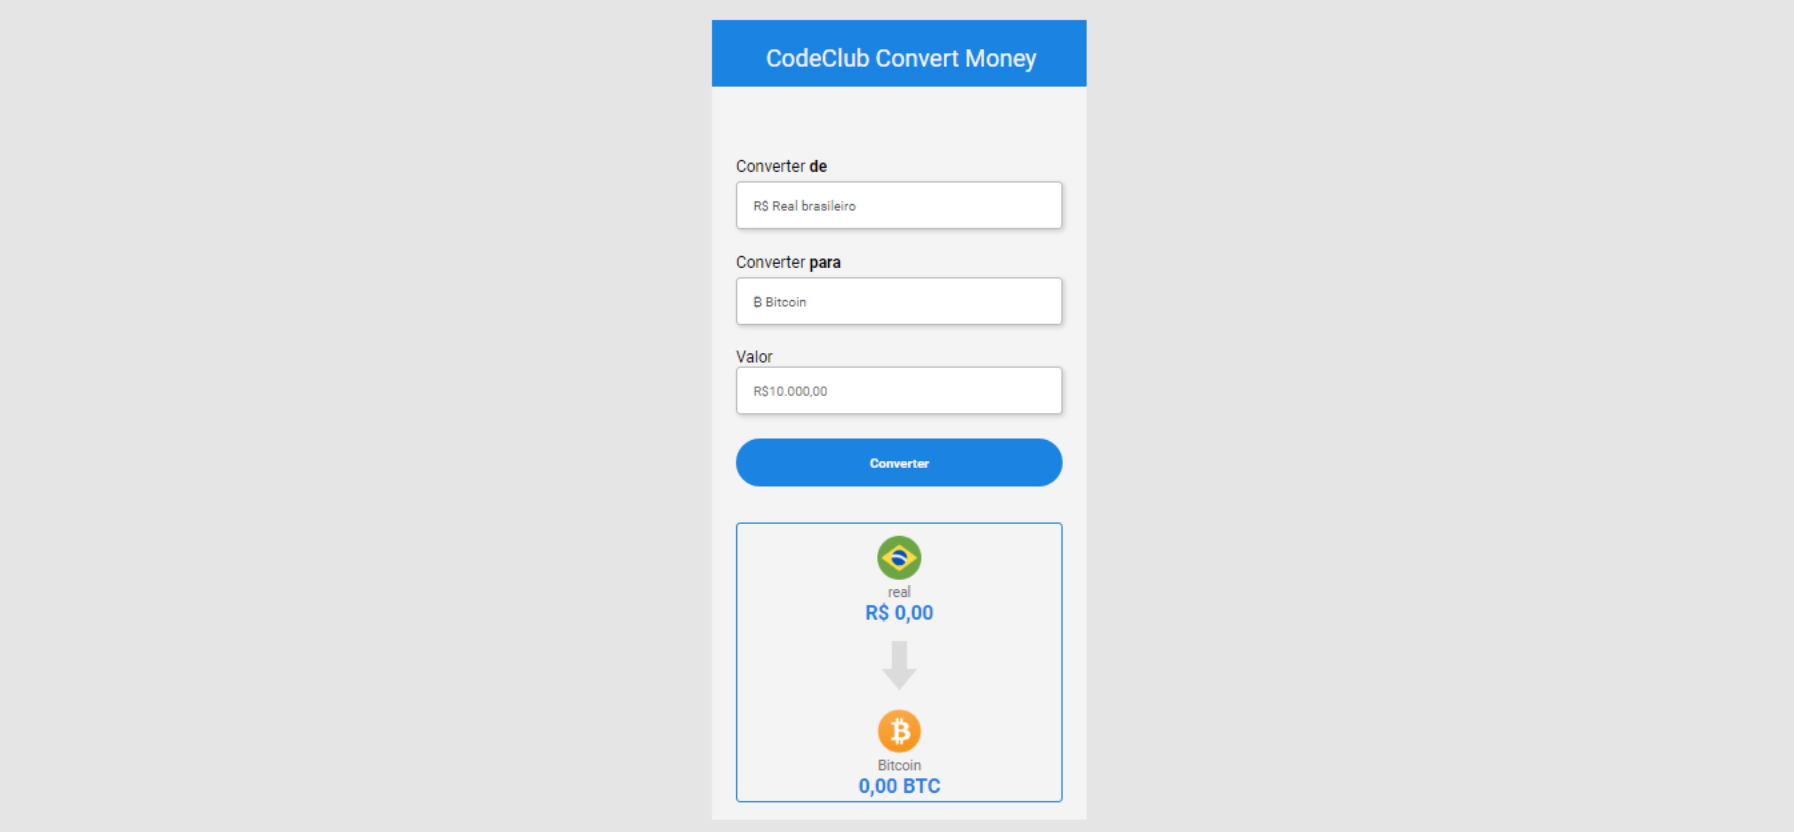 CodeClub Convert Money
Converter de
R$ Real brasileiro
Converter para
₿ Bitcoin
Valor
R$10.000,00
Converter
real
R$ 0,00
Bitcoin
0,00 BTC